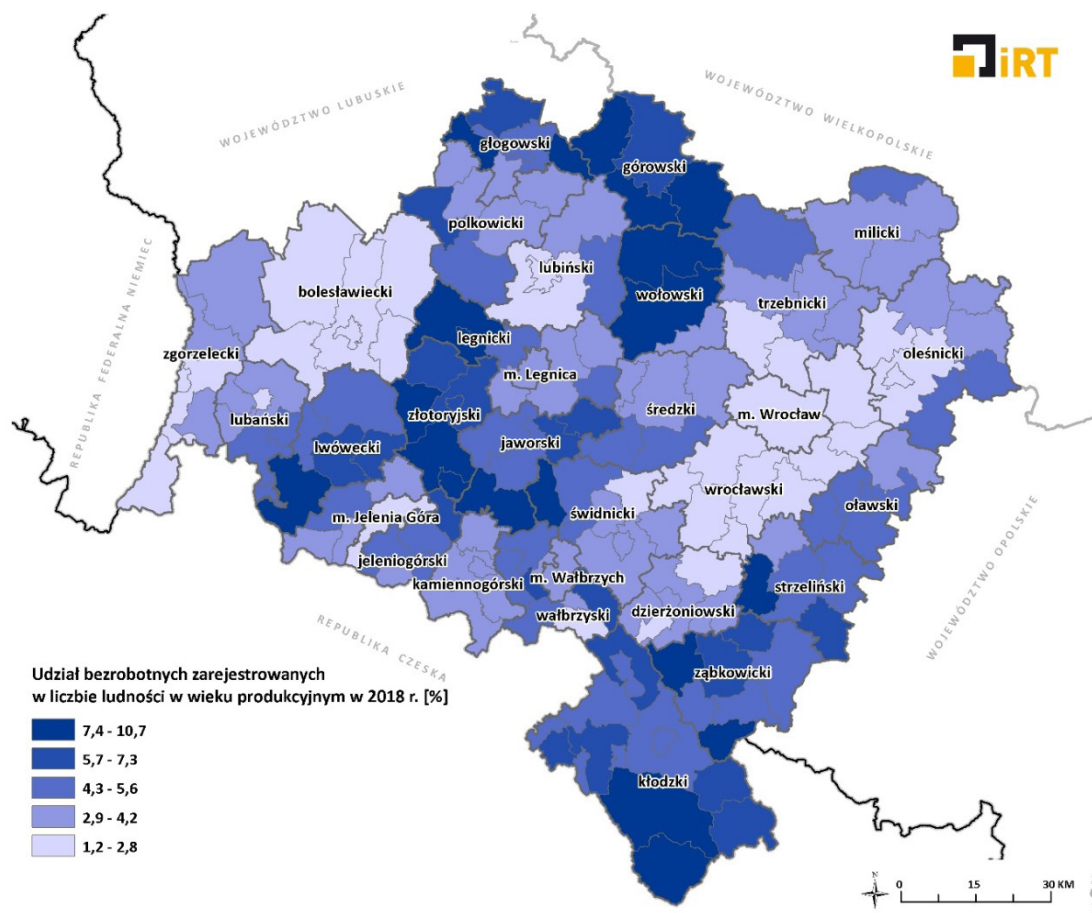 iRT
WOJEWÓDZTWO LUBUSKIE
WOJEWÓDZTWO WIELKOPOLSKIE
głogowski
górowski
polkowicki
milicki
lubiński
bolesławiecki
wołowski
trzebnicki
legnicki
oleśnicki
zgorzelecki
m. Legnica
REPUBLIKA FEDERALNA NIEMIEC
lubański
złotoryjski
średzki
m. Wrocław
jaworski
lwówecki
wrocławski
oławski
m. Jelenia Góra
świdnicki
jeleniogórski
kamiennogórski
m. Wałbrzych
strzeliński
wałbrzyski
dzierżoniowski
WOJEWÓDZTWO OPOLSKIE
REPUBLIKA CZESKA
ząbkowicki
kłodzki
Udział bezrobotnych zarejestrowanych
w liczbie ludności w wieku produkcyjnym w 2018 r. [%]
7,4 - 10,7
5,7 - 7,3
4,3 - 5,6
2,9 - 4,2
1,2 - 2,8
N
0 15 30 KM